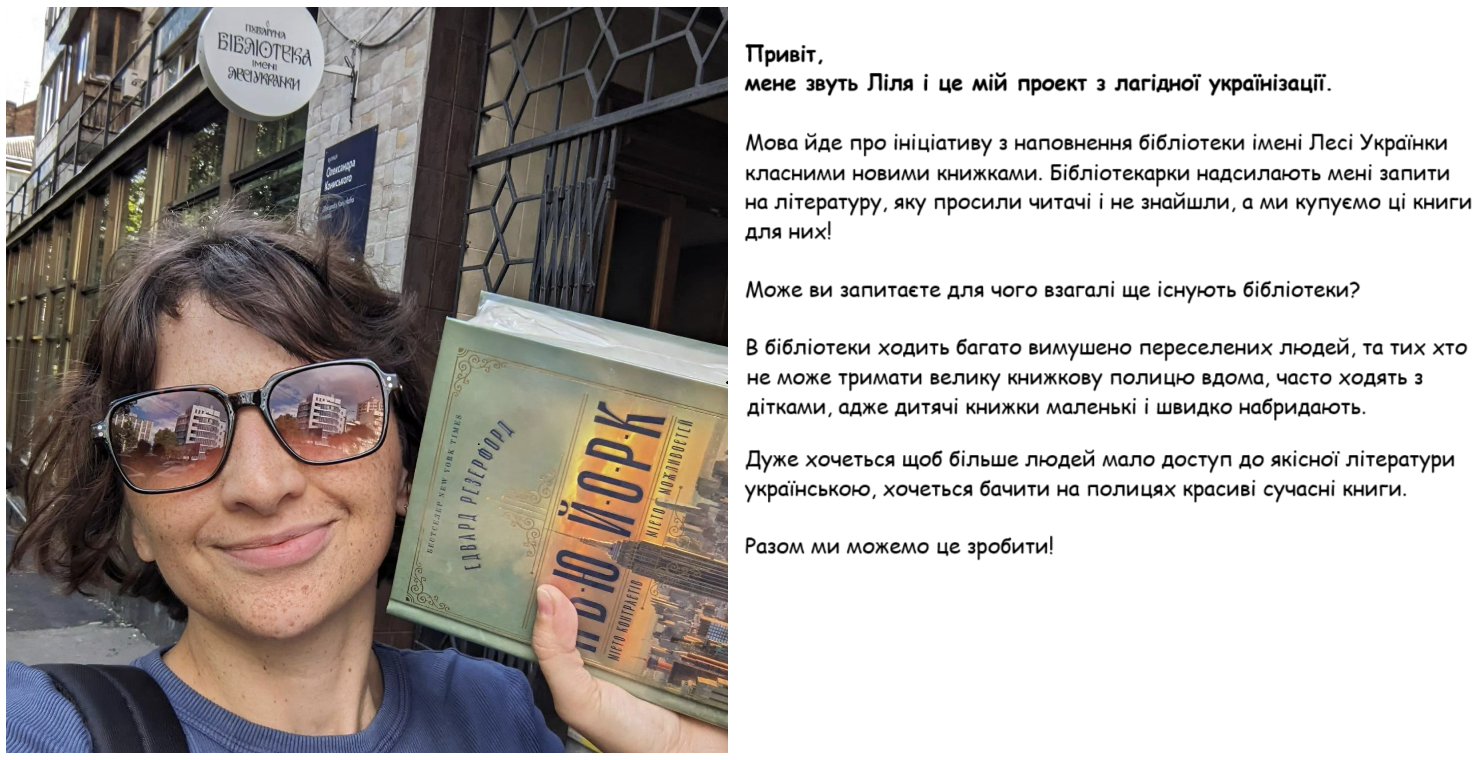 ПУБЛІЧНА
БІБЛІОТЕКА
ІМЕНІ
ЛЕСІ УКРАЇНКИ
вулиця
Олександра
Кониського
БЕСТСЕЛЕР NEW YORK TIMES
ЕДВАРД РЕЗЕРФОРД
НЬЮ-ЙОРК
МІСТО КОНТРАСТІВ
МІСТО МОЖЛИВОСТЕЙ
Привіт,
мене звуть Ліля і це мій проект з лагідної українізації.
Мова йде про ініціативу з наповнення бібліотеки імені Лесі Українки
класними новими книжками. Бібліотекарки надсилають мені запити
на літературу, яку просили читачі і не знайшли, а ми купуємо ці книги
для них!
Може ви запитаєте для чого взагалі ще існують бібліотеки?
В бібліотеки ходить багато вимушено переселених людей, та тих хто
не може тримати велику книжкову полицю вдома, часто ходять з
дітками, адже дитячі книжки маленькі і швидко набридають.
Дуже хочеться щоб більше людей мало доступ до якісної літератури
українською, хочеться бачити на полицях красиві сучасні книги.
Разом ми можемо це зробити!